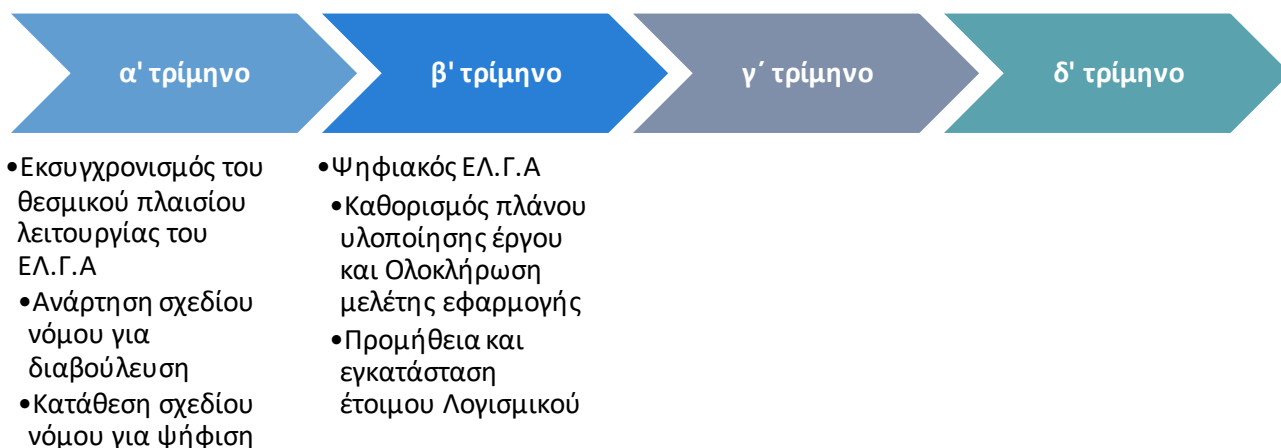 α' τρίμηνο
β' τρίμηνο
γ΄ τρίμηνο
δ' τρίμηνο
•Εκσυγχρονισμός του
θεσμικού πλαισίου
λειτουργίας του
ΕΛ.Γ.Α
•Ανάρτηση σχεδίου
νόμου για
διαβούλευση
•Κατάθεση σχεδίου
νόμου για ψήφιση
•Ψηφιακός ΕΛ.Γ.Α
•Καθορισμός πλάνου
υλοποίησης έργου
και Ολοκλήρωση
μελέτης εφαρμογής
•Προμήθεια και
εγκατάσταση
έτοιμου Λογισμικού